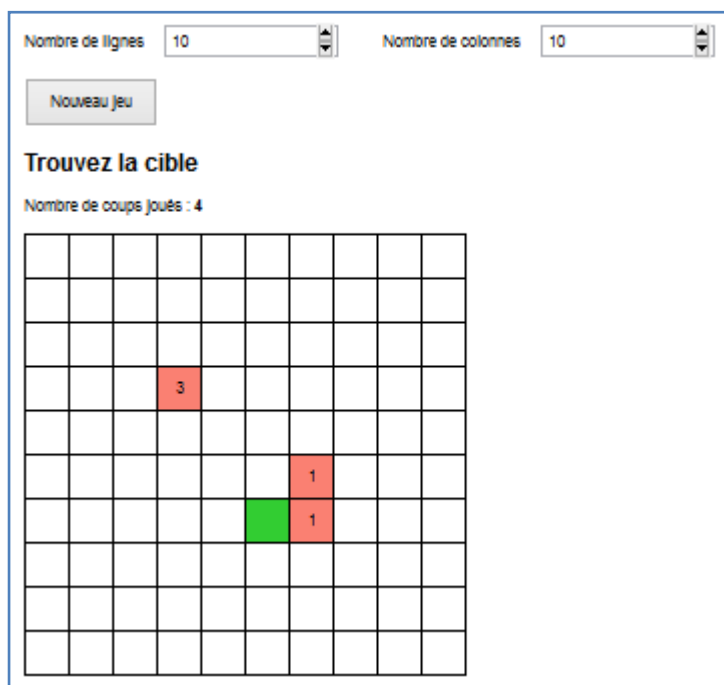 Nombre de lignes 10 Nombre de colonnes 10
Nouveau jeu
Trouvez la cible
Nombre de coups joués : 4
3
1
1